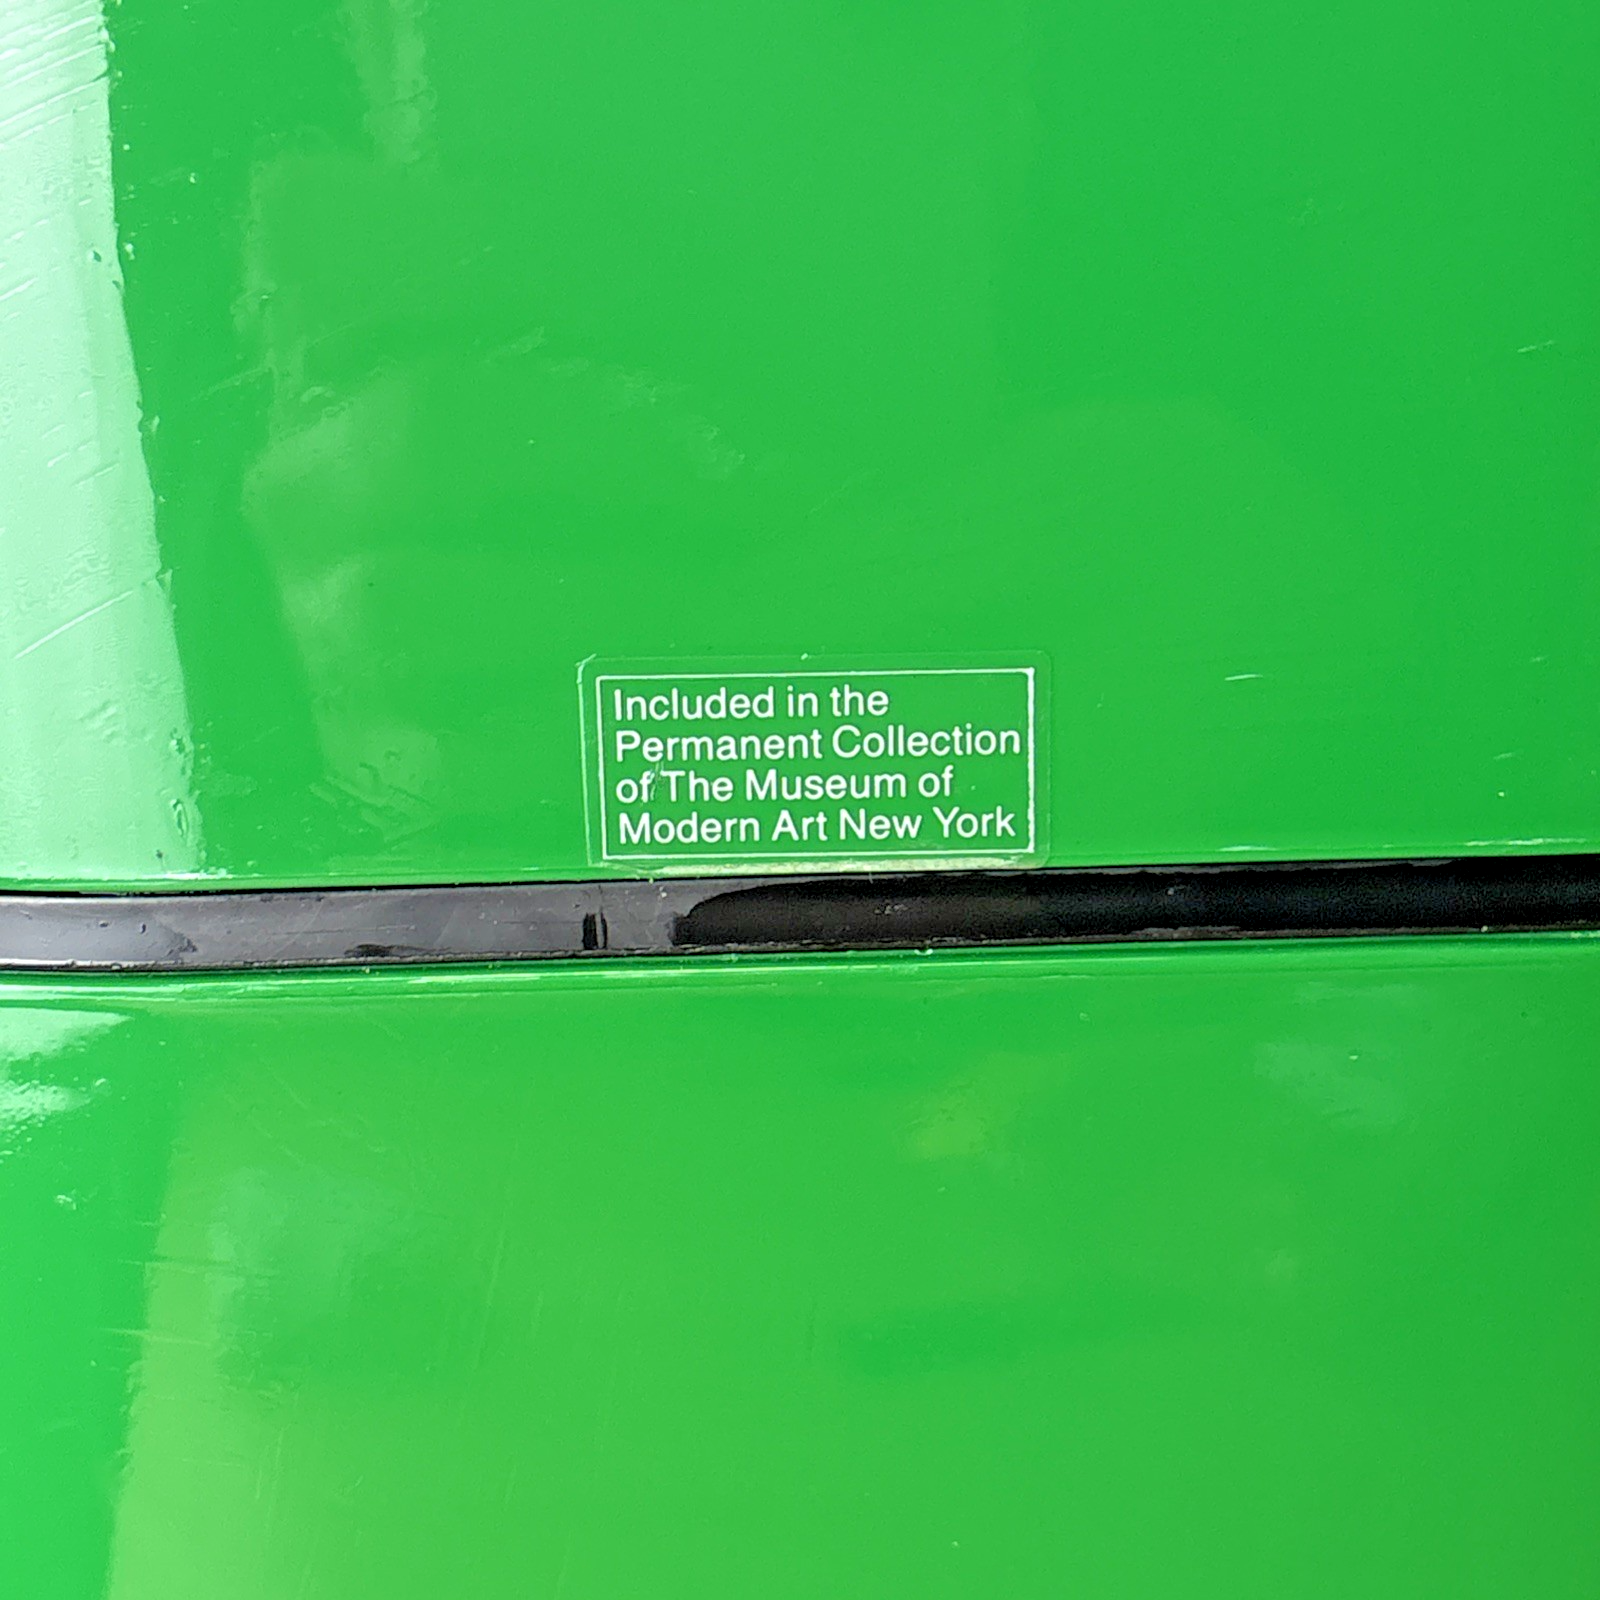 Included in the
Permanent Collection
of The Museum of
Modern Art New York